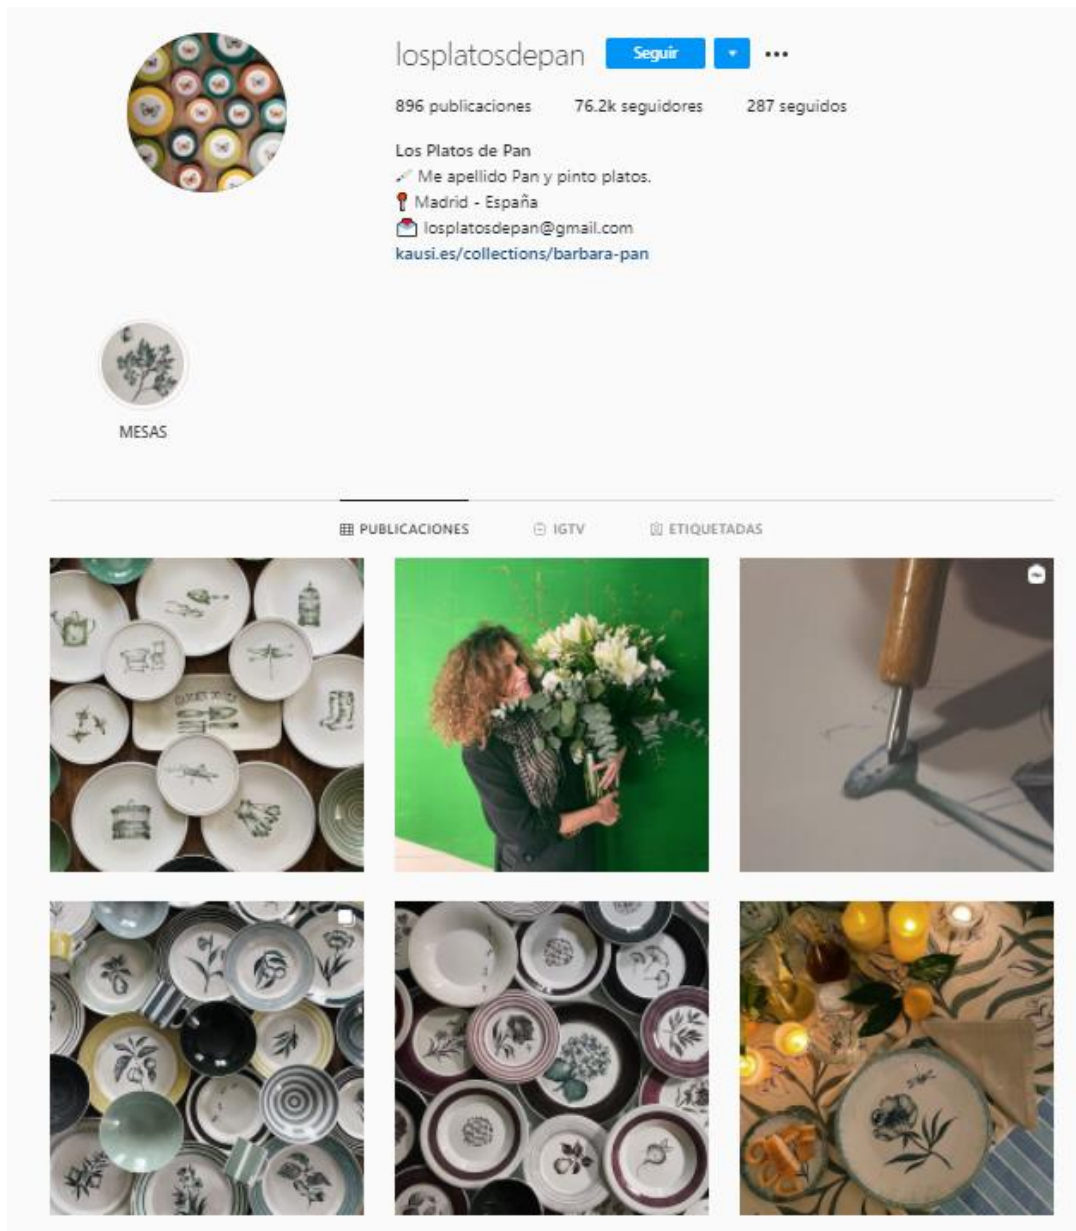 losplatosdepan Seguir
896 publicaciones 76.2k seguidores 287 seguidos
Los Platos de Pan
Me apellido Pan y pinto platos.
Madrid - España
losplatosdepan@gmail.com
kausi.es/collections/barbara-pan
MESAS
PUBLICACIONES IGTV ETIQUETADAS